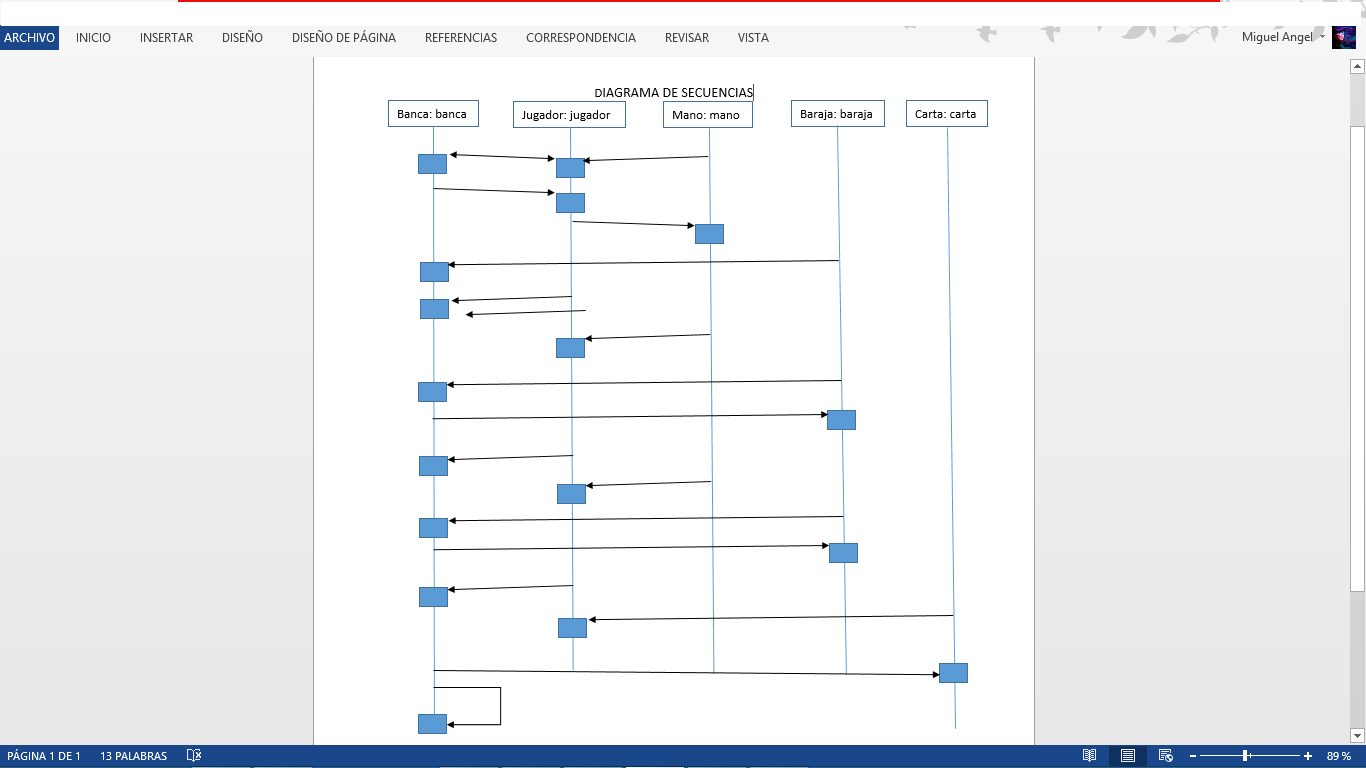 ARCHIVO INICIO INSERTAR DISEÑO DISEÑO DE PÁGINA REFERENCIAS CORRESPONDENCIA REVISAR VISTA Miguel Angel
DIAGRAMA DE SECUENCIAS
Banca: banca Jugador: jugador Mano: mano Baraja: baraja Carta: carta
PÁGINA 1 DE 1 13 PALABRAS 89 %